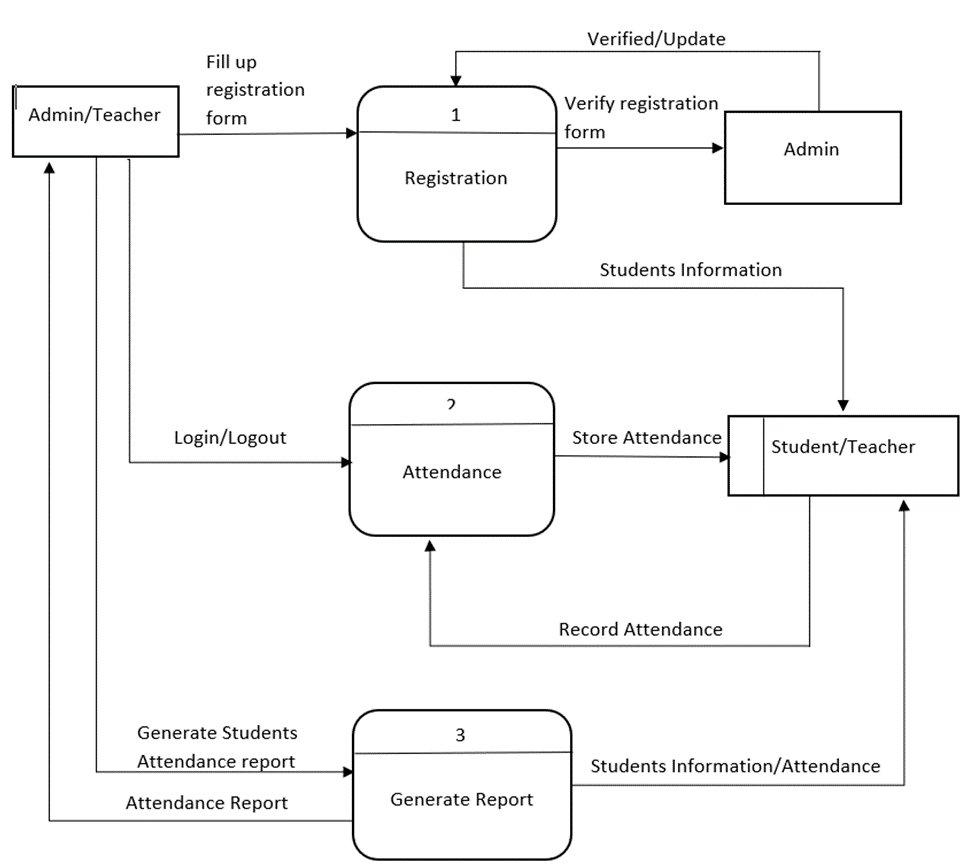 Verified/Update
Fill up
registration
form
Admin/Teacher
1
Registration
Verify registration
form
Admin
Students Information
2
Attendance
Login/Logout
Store Attendance
Student/Teacher
Record Attendance
Generate Students
Attendance report
Attendance Report
3
Generate Report
Students Information/Attendance